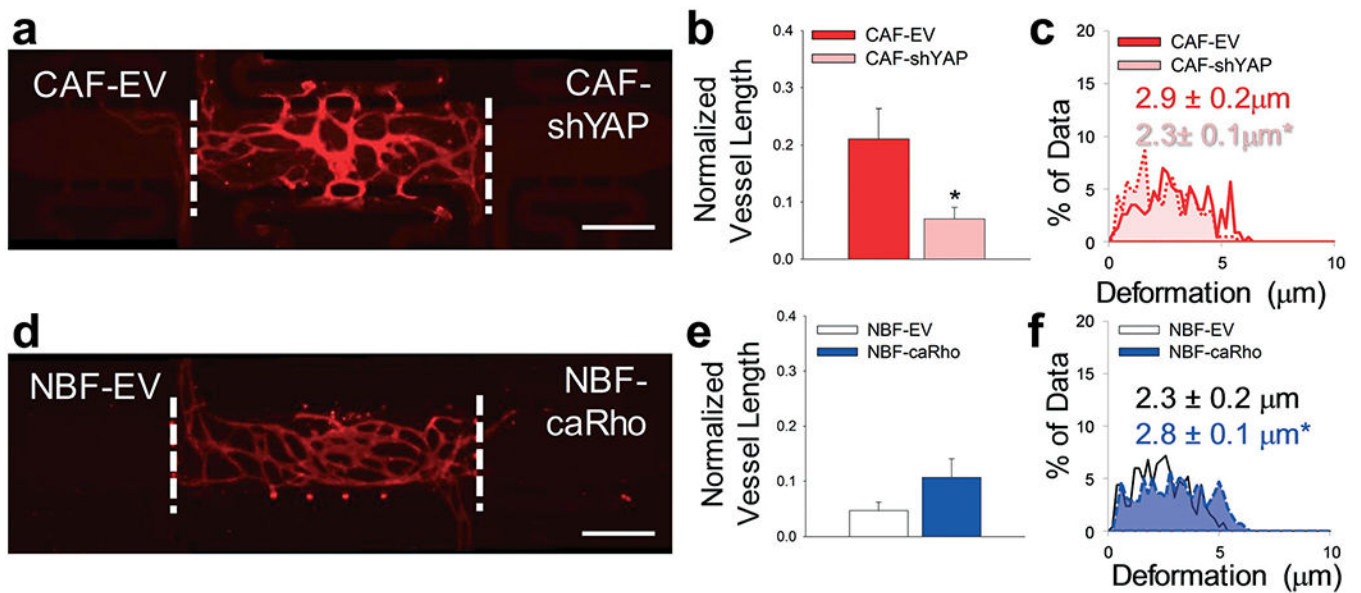 a
CAF-EV
CAF-
shYAP
b
Normalized
Vessel Length
0.4
0.3
0.2
0.1
0.0
CAF-EV
CAF-shYAP
*
c
% of Data
20
15
10
5
0
CAF-EV
CAF-shYAP
2.9 ± 0.2μm
2.3± 0.1μm*
0
5
10
Deformation (μm)
d
NBF-EV
NBF-
caRho
e
Normalized
Vessel Length
0.4
0.3
0.2
0.1
0.0
NBF-EV
NBF-caRho
f
% of Data
20
15
10
5
0
NBF-EV
NBF-caRho
2.3 ± 0.2 μm
2.8 ± 0.1 μm*
0
5
10
Deformation (μm)